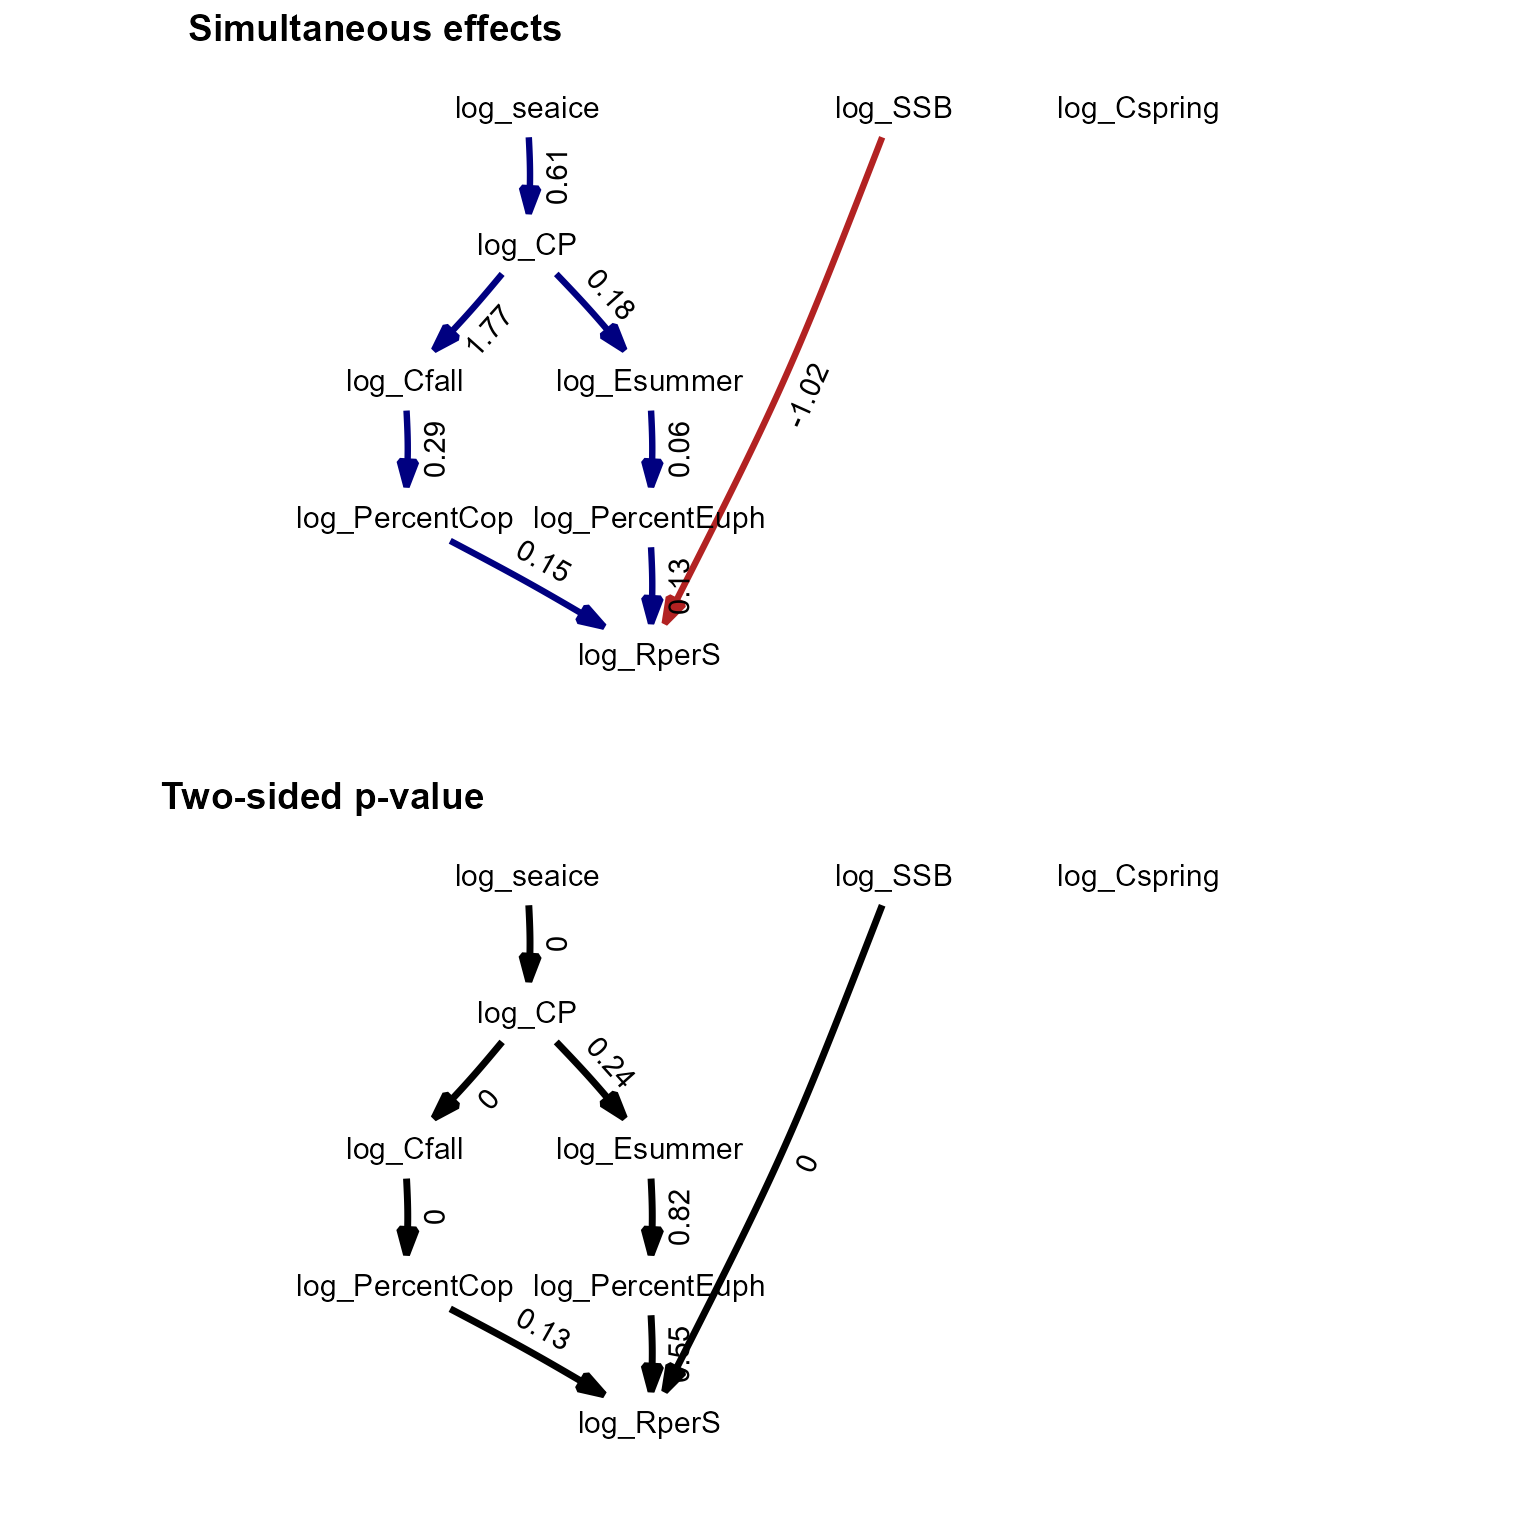 Simultaneous effects
log_seaice
log_SSB
log_Cspring
0.61
log_CP
0.18
1.77
log_Cfall
log_Esummer
-1.02
0.29
0.06
log_PercentCop
log_PercentEuph
0.15
0.13
log_RperS
Two-sided p-value
log_seaice
log_SSB
log_Cspring
0
log_CP
0.24
0
log_Cfall
log_Esummer
0
0
0.82
log_PercentCop
log_PercentEuph
0.13
0.55
log_RperS